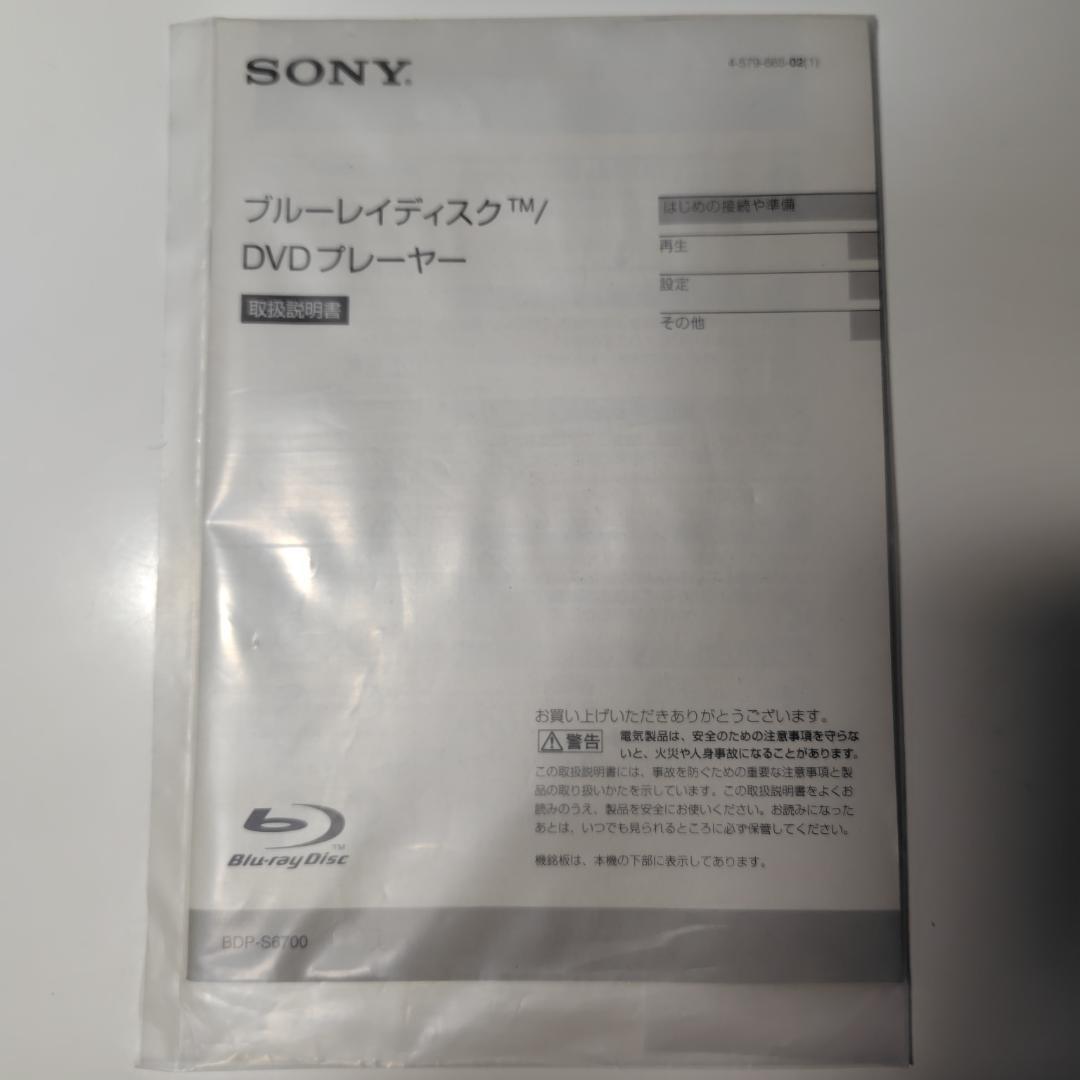 SONY®
4-579-885-02(1)
ブルーレイディスク™/
DVDプレーヤー
取扱説明書
はじめの接続や準備
再生
設定
その他
お買い上げいただきありがとうございます。
警告 電気製品は、安全のための注意事項を守らな
いと、火災や人身事故になることがあります。
この取扱説明書には、事故を防ぐための重要な注意事項と製
品の取り扱いかたを示しています。この取扱説明書をよくお
読みのうえ、製品を安全にお使いください。お読みになった
あとは、いつでも見られるところに必ず保管してください。
機銘板は、本機の下部に表示してあります。
Blu-ray Disc™
BDP-S6700